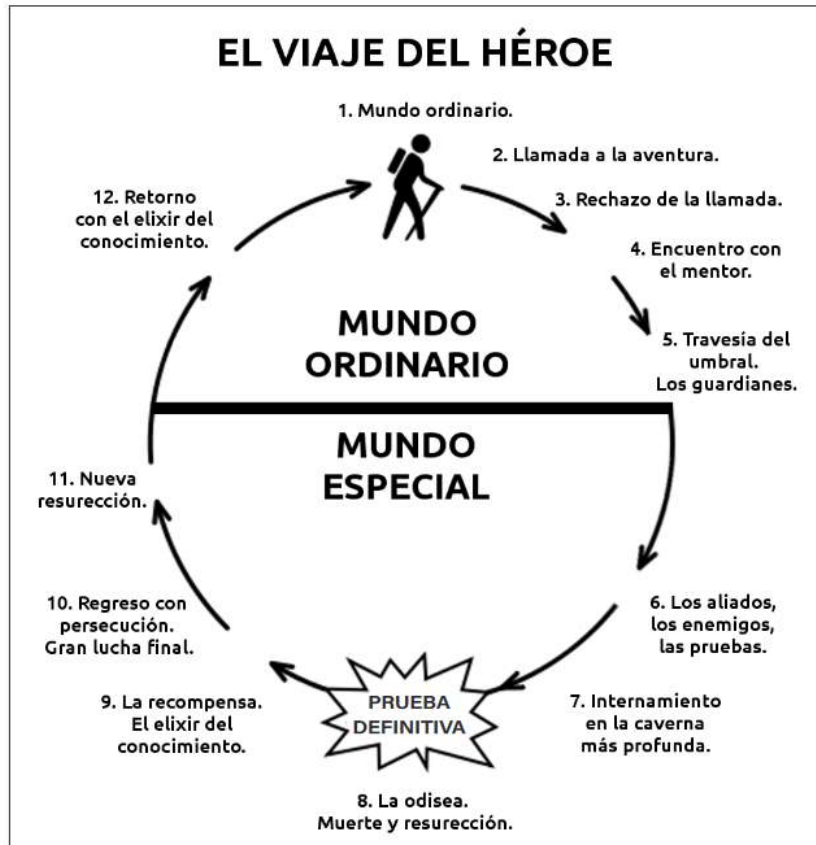 EL VIAJE DEL HÉROE
1. Mundo ordinario.
2. Llamada a la aventura.
3. Rechazo de la llamada.
4. Encuentro con
el mentor.
5. Travesía del
umbral.
Los guardianes.
MUNDO
ORDINARIO
MUNDO
ESPECIAL
6. Los aliados,
los enemigos,
las pruebas.
7. Internamiento
en la caverna
más profunda.
PRUEBA
DEFINITIVA
8. La odisea.
Muerte y resurección.
9. La recompensa.
El elixir del
conocimiento.
10. Regreso con
persecución.
Gran lucha final.
11. Nueva
resurección.
12. Retorno
con el elixir del
conocimiento.